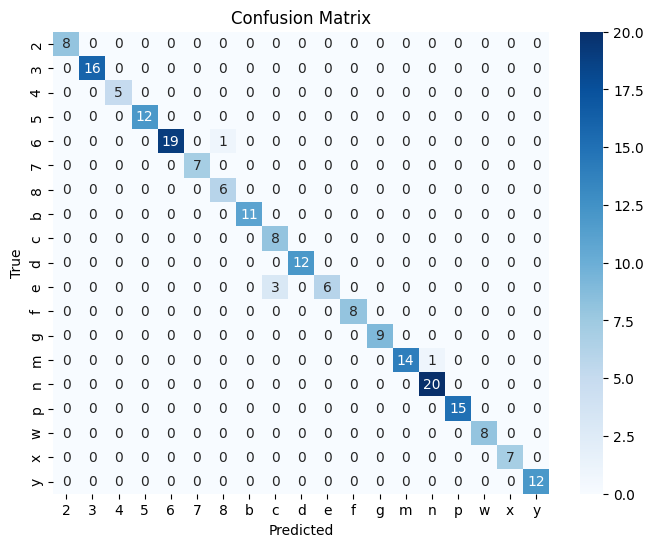 Confusion Matrix
2 8 0 0 0 0 0 0 0 0 0 0 0 0 0 0 0 0 0 0
3 0 16 0 0 0 0 0 0 0 0 0 0 0 0 0 0 0 0 0
4 0 0 5 0 0 0 0 0 0 0 0 0 0 0 0 0 0 0 0
5 0 0 0 12 0 0 0 0 0 0 0 0 0 0 0 0 0 0 0
6 0 0 0 0 19 0 1 0 0 0 0 0 0 0 0 0 0 0 0
7 0 0 0 0 0 7 0 0 0 0 0 0 0 0 0 0 0 0 0
8 0 0 0 0 0 0 6 0 0 0 0 0 0 0 0 0 0 0 0
b 0 0 0 0 0 0 0 11 0 0 0 0 0 0 0 0 0 0 0
c 0 0 0 0 0 0 0 0 8 0 0 0 0 0 0 0 0 0 0
d 0 0 0 0 0 0 0 0 0 12 0 0 0 0 0 0 0 0 0
e 0 0 0 0 0 0 0 0 3 0 6 0 0 0 0 0 0 0 0
f 0 0 0 0 0 0 0 0 0 0 0 8 0 0 0 0 0 0 0
g 0 0 0 0 0 0 0 0 0 0 0 0 9 0 0 0 0 0 0
m 0 0 0 0 0 0 0 0 0 0 0 0 0 14 1 0 0 0 0
n 0 0 0 0 0 0 0 0 0 0 0 0 0 0 20 0 0 0 0
p 0 0 0 0 0 0 0 0 0 0 0 0 0 0 0 15 0 0 0
w 0 0 0 0 0 0 0 0 0 0 0 0 0 0 0 0 8 0 0
x 0 0 0 0 0 0 0 0 0 0 0 0 0 0 0 0 0 7 0
y 0 0 0 0 0 0 0 0 0 0 0 0 0 0 0 0 0 0 12
2 3 4 5 6 7 8 b c d e f g m n p w x y
True
Predicted
20.0
17.5
15.0
12.5
10.0
7.5
5.0
2.5
0.0